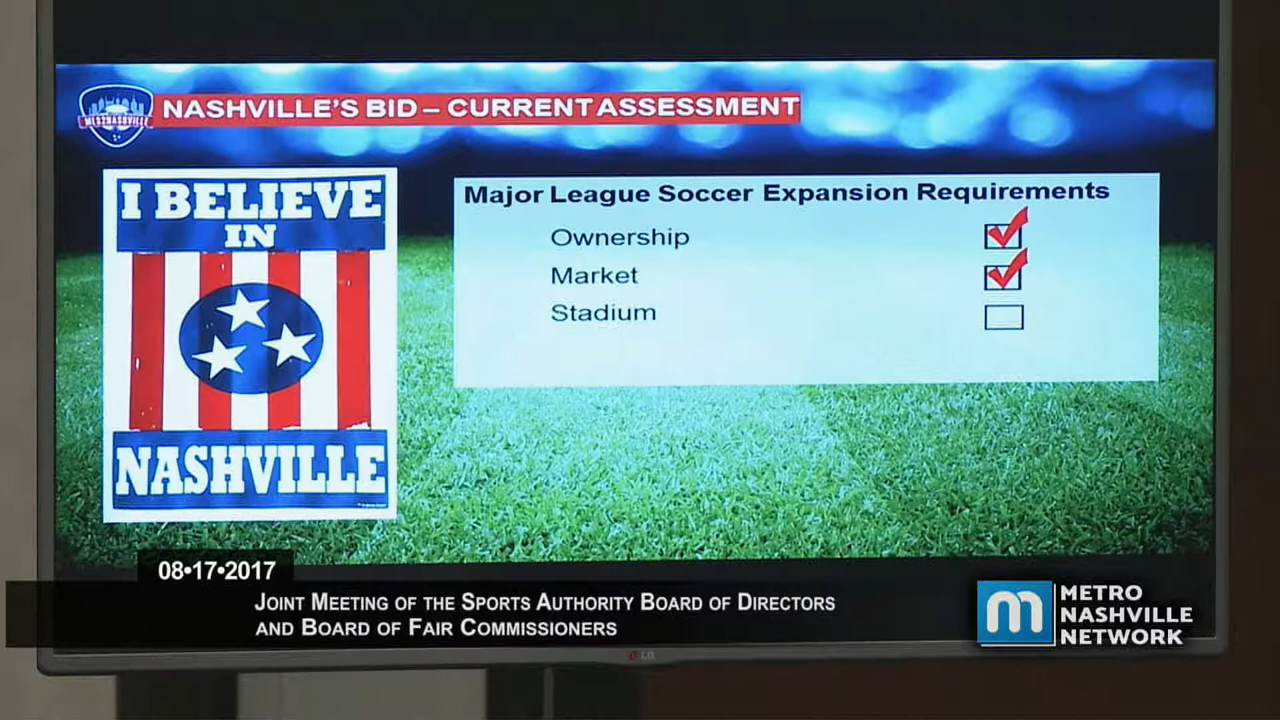 MLS2NASHVILLE
NASHVILLE'S BID – CURRENT ASSESSMENT
I BELIEVE
IN
NASHVILLE
Major League Soccer Expansion Requirements
Ownership
Market
Stadium
08•17•2017
JOINT MEETING OF THE SPORTS AUTHORITY BOARD OF DIRECTORS
AND BOARD OF FAIR COMMISSIONERS
m
METRO
NASHVILLE
NETWORK
LG